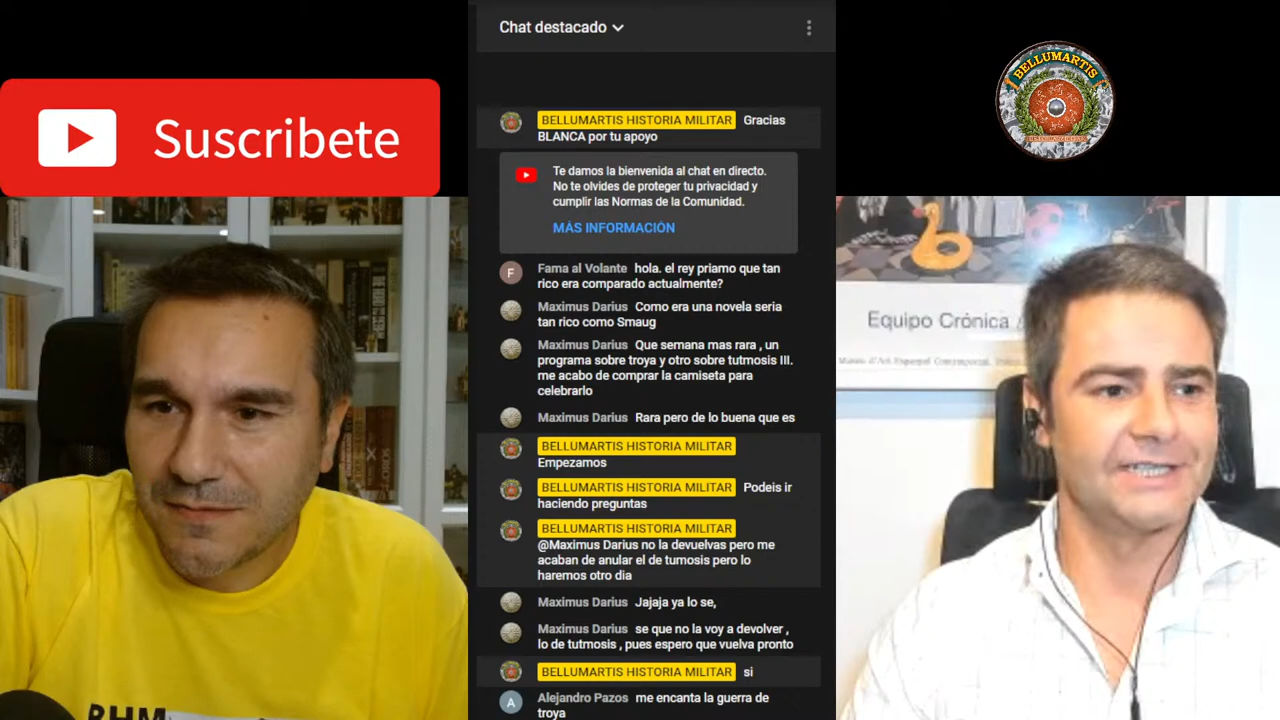 Suscribete
Chat destacado
BELLUMARTIS HISTORIA MILITAR Gracias
BLANCA por tu apoyo
Te damos la bienvenida al chat en directo.
No te olvides de proteger tu privacidad y
cumplir las Normas de la Comunidad.
MÁS INFORMACIÓN
F
Fama al Volante hola. el rey priamo que tan
rico era comparado actualmente?
Maximus Darius Como era una novela seria
tan rico como Smaug
Maximus Darius Que semana mas rara , un
programa sobre troya y otro sobre tutmosis III.
me acabo de comprar la camiseta para
celebrarlo
Maximus Darius Rara pero de lo buena que es
BELLUMARTIS HISTORIA MILITAR
Empezamos
BELLUMARTIS HISTORIA MILITAR Podeis ir
haciendo preguntas
BELLUMARTIS HISTORIA MILITAR
@Maximus Darius no la devuelvas pero me
acaban de anular el de tumosis pero lo
haremos otro dia
Maximus Darius Jajaja ya lo se,
Maximus Darius se que no la voy a devolver ,
lo de tutmosis , pues espero que vuelva pronto
BELLUMARTIS HISTORIA MILITAR si
A
Alejandro Pazos me encanta la guerra de
troya
BELLUMARTIS
Equipo Crónica